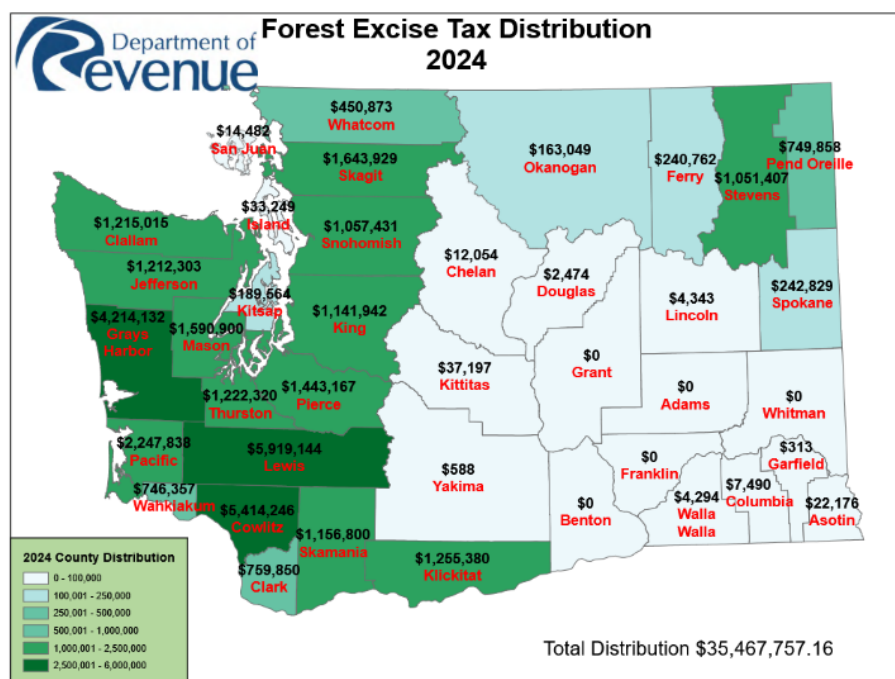 Department of
Revenue
Forest Excise Tax Distribution
2024
$450,873
Whatcom
$14,482
San Juan
$1,643,929
Skagit
$33,249
Island
$1,057,431
Snohomish
$1,215,015
Clallam
$1,212,303
Jefferson
$189,664
Kitsap
$1,141,942
King
$4,214,132
Grays
Harbor
$1,590,900
Mason
$1,222,320
Thurston
$1,443,167
Pierce
$2,247,838
Pacific
$5,919,144
Lewis
$746,357
Wahkiakum
$5,414,246
Cowlitz
$1,156,800
Skamania
$759,850
Clark
$1,255,380
Klickitat
$163,049
Okanogan
$240,762
Ferry
$1,051,407
Stevens
$749,858
Pend Oreille
$12,054
Chelan
$2,474
Douglas
$4,343
Lincoln
$242,829
Spokane
$37,197
Kittitas
$0
Grant
$0
Adams
$0
Whitman
$588
Yakima
$0
Benton
$0
Franklin
$4,294
Walla
Walla
$7,490
Columbia
$313
Garfield
$22,176
Asotin
2024 County Distribution
0 - 100,000
100,001 - 250,000
250,001 - 500,000
500,001 - 1,000,000
1,000,001 - 2,500,000
2,500,001 - 6,000,000
Total Distribution $35,467,757.16